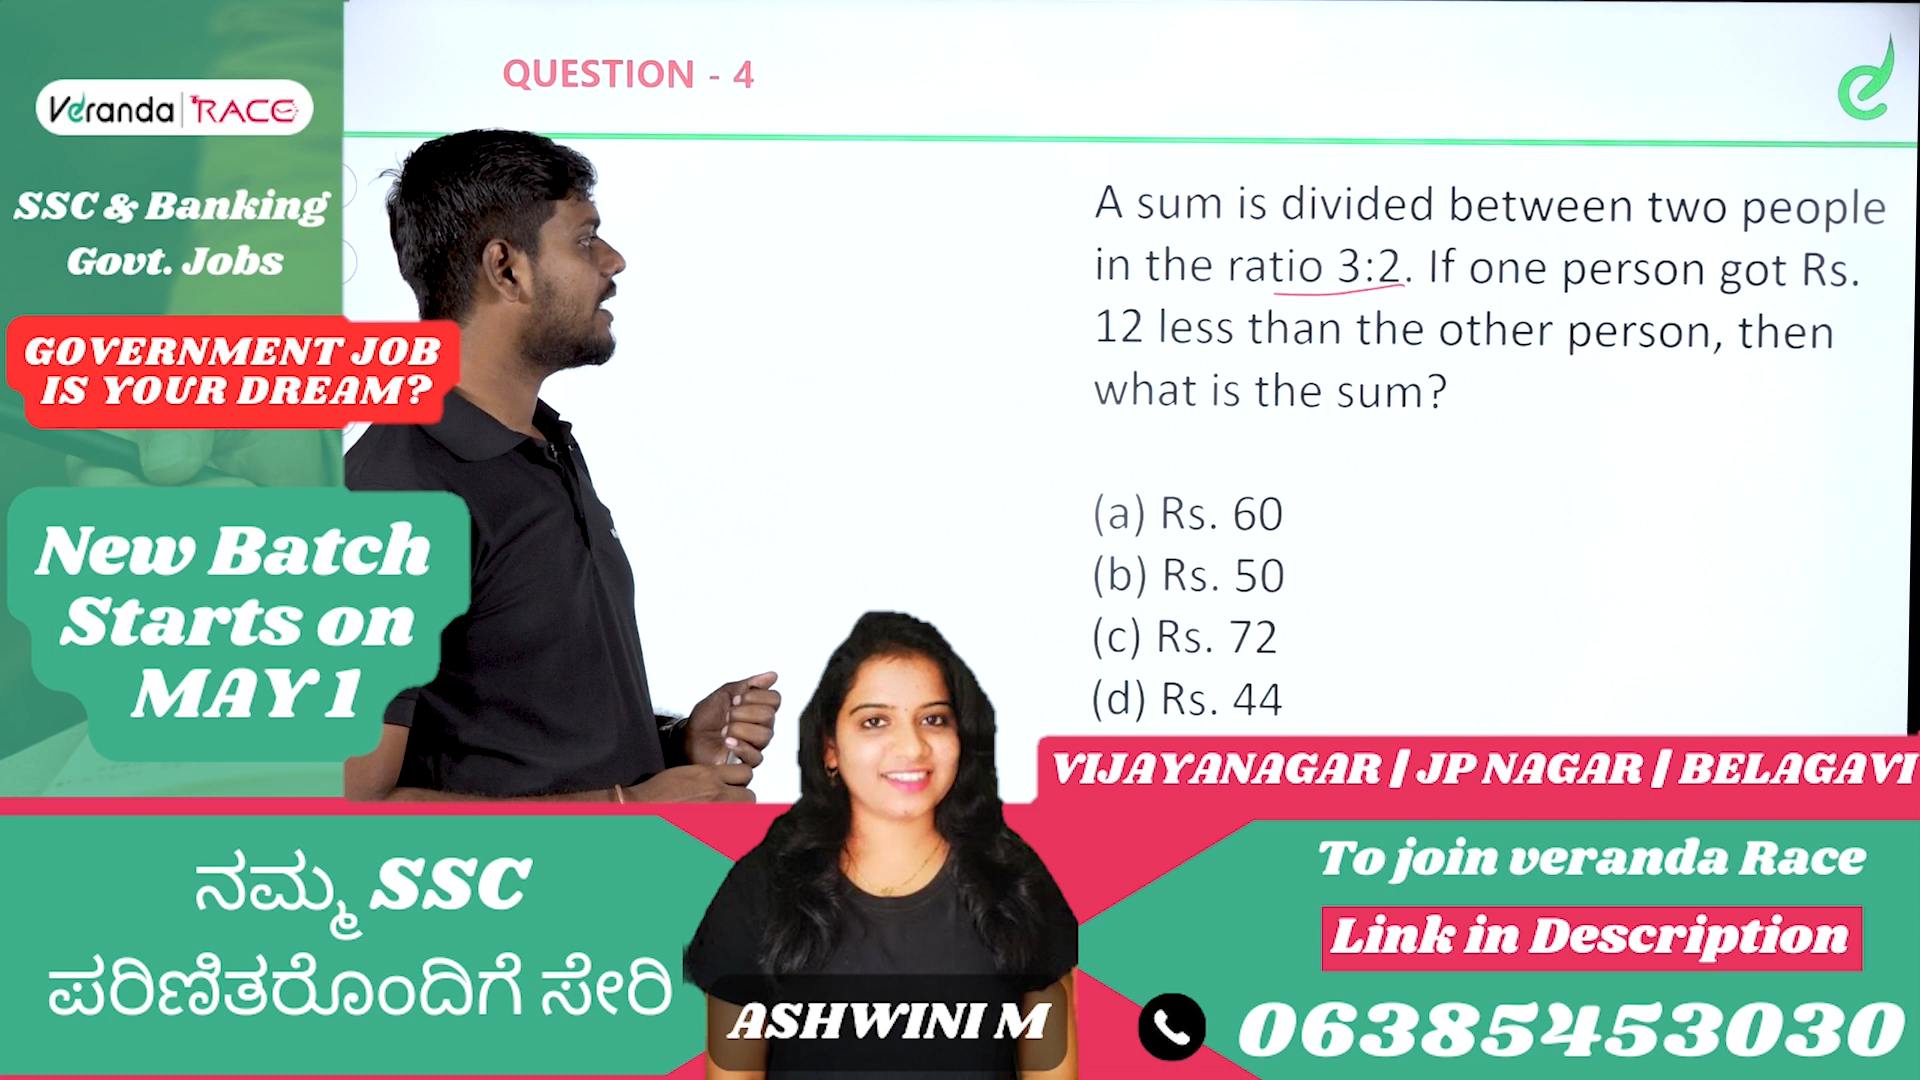 Veranda RACE
SSC & Banking
Govt. Jobs
GOVERNMENT JOB
IS YOUR DREAM?
New Batch
Starts on
MAY 1
QUESTION - 4
A sum is divided between two people
in the ratio 3:2. If one person got Rs.
12 less than the other person, then
what is the sum?
(a) Rs. 60
(b) Rs. 50
(c) Rs. 72
(d) Rs. 44
VIJAYANAGAR | JP NAGAR | BELAGAVI
ನಮ್ಮ SSC
ಪರಿಣಿತರೊಂದಿಗೆ ಸೇರಿ
ASHWINI M
To join veranda Race
Link in Description
06385453030